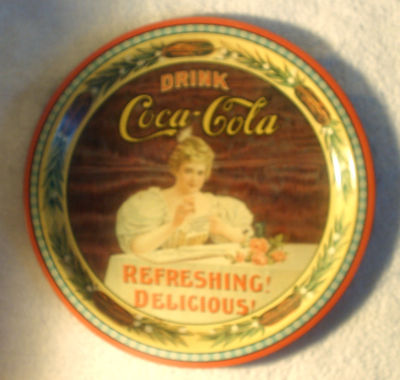 DRINK
Coca-Cola
REFRESHING!
DELICIOUS!